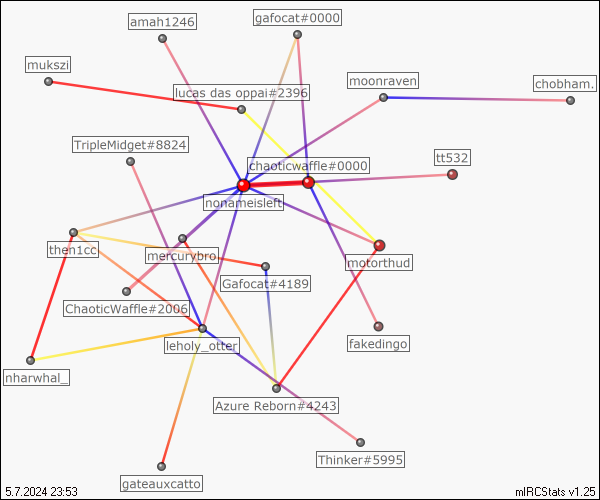 amah1246
gafocat#0000
mukszi
moonraven
chobham.
lucas das oppai#2396
TripleMidget#8824
chaoticwaffle#0000
tt532
nonameisleft
then1cc
mercurybro
motorthud
Gafocat#4189
ChaoticWaffle#2006
leholy_otter
fakedingo
nharwhal_
Azure Reborn#4243
Thinker#5995
gateauxcatto
5.7.2024 23:53
mIRCStats v1.25